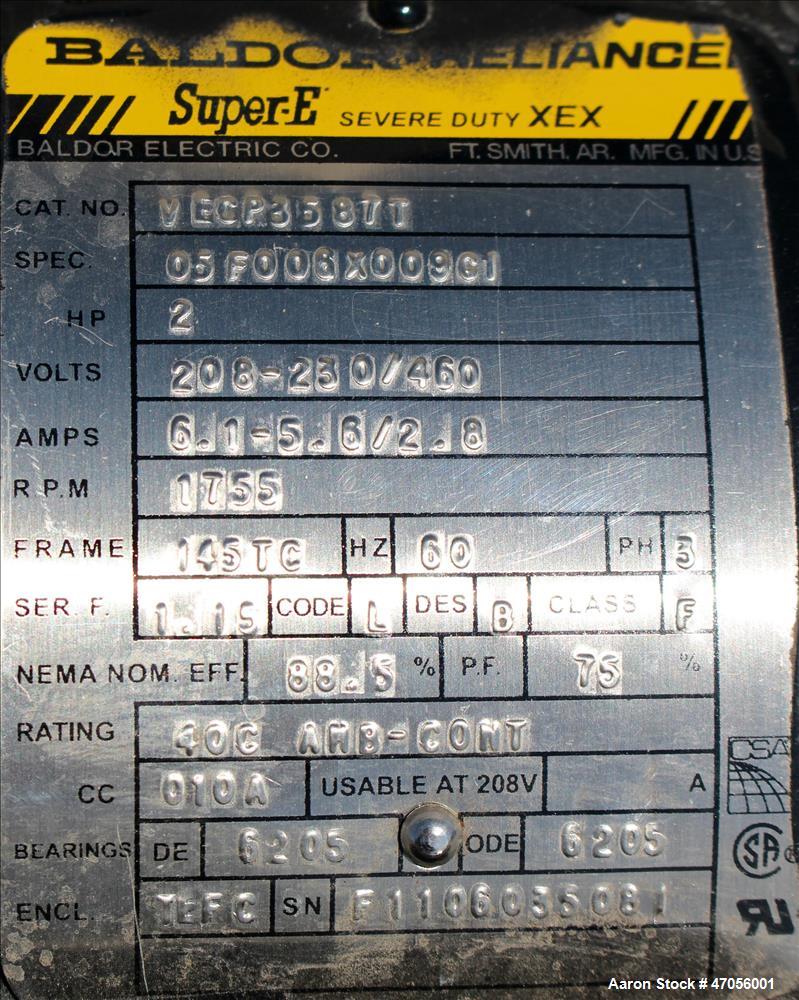 BALDOR • RELIANCE
Super-E SEVERE DUTY XEX
BALDOR ELECTRIC CO. FT. SMITH, AR. MFG. IN U.S
CAT. NO. VECP3587T
SPEC. 05F006X009G1
HP 2
VOLTS 208-230/460
AMPS 6.1-5.6/2.8
R P.M 1755
FRAME 145TC HZ 60 PH 3
SER. F. 1.15 CODE L DES B CLASS F
NEMA NOM. EFF. 88.5 % P.F. 75 %
RATING 40C AMB-CONT
CC 010A USABLE AT 208V A
BEARINGS DE 6205 ODE 6205
ENCL. TEFC SN
CSA
Aaron Stock # 47056001